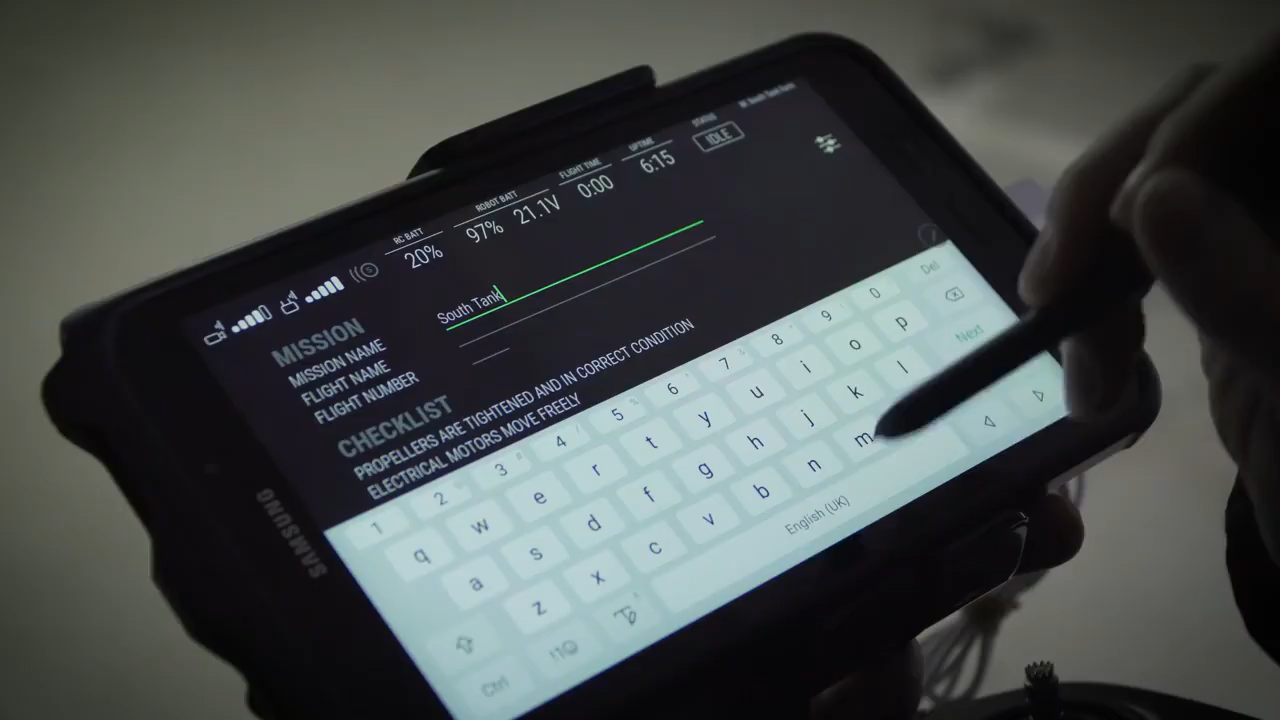 STATUS
IDLE
UPTIME
6:15
FLIGHT TIME
0:00
ROBOT BATT
97% 21.1V
RC BATT
20%
MISSION
MISSION NAME South Tank
FLIGHT NAME
FLIGHT NUMBER
CHECKLIST
PROPELLERS ARE TIGHTENED AND IN CORRECT CONDITION
ELECTRICAL MOTORS MOVE FREELY
1 2 3 4 5 6 7 8 9 0 Del
q w e r t y u i o p
a s d f g h j k l Next
z x c v b n m
Ctrl !1☺ English (UK)
SAMSUNG